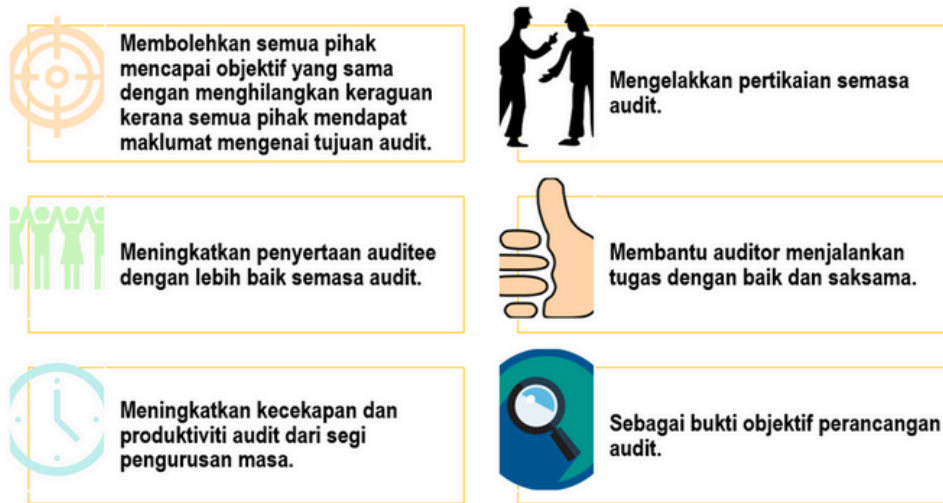 Membolehkan semua pihak
mencapai objektif yang sama
dengan menghilangkan keraguan
kerana semua pihak mendapat
maklumat mengenai tujuan audit.
Mengelakkan pertikaian semasa
audit.
Meningkatkan penyertaan auditee
dengan lebih baik semasa audit.
Membantu auditor menjalankan
tugas dengan baik dan saksama.
Meningkatkan kecekapan dan
produktiviti audit dari segi
pengurusan masa.
Sebagai bukti objektif perancangan
audit.